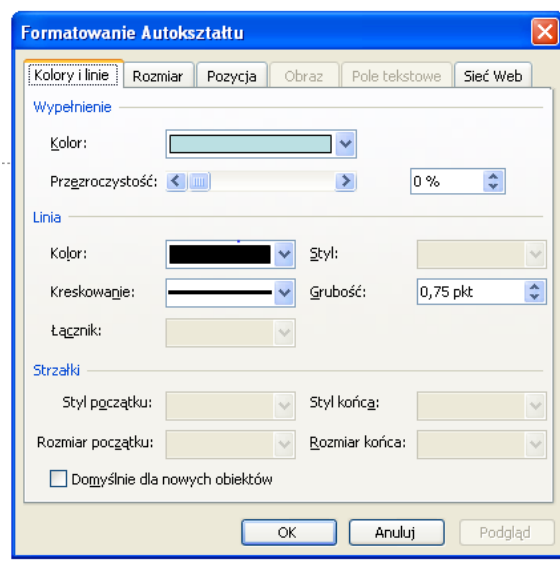 Formatowanie Autokształtu
Kolory i linie Rozmiar Pozycja Obraz Pole tekstowe Sieć Web
Wypełnienie
Kolor:
Przezroczystość: 0 %
Linia
Kolor: Styl:
Kreskowanie: Grubość: 0,75 pkt
Łącznik:
Strzałki
Styl początku: Styl końca:
Rozmiar początku: Rozmiar końca:
Domyślnie dla nowych obiektów
OK Anuluj Podgląd